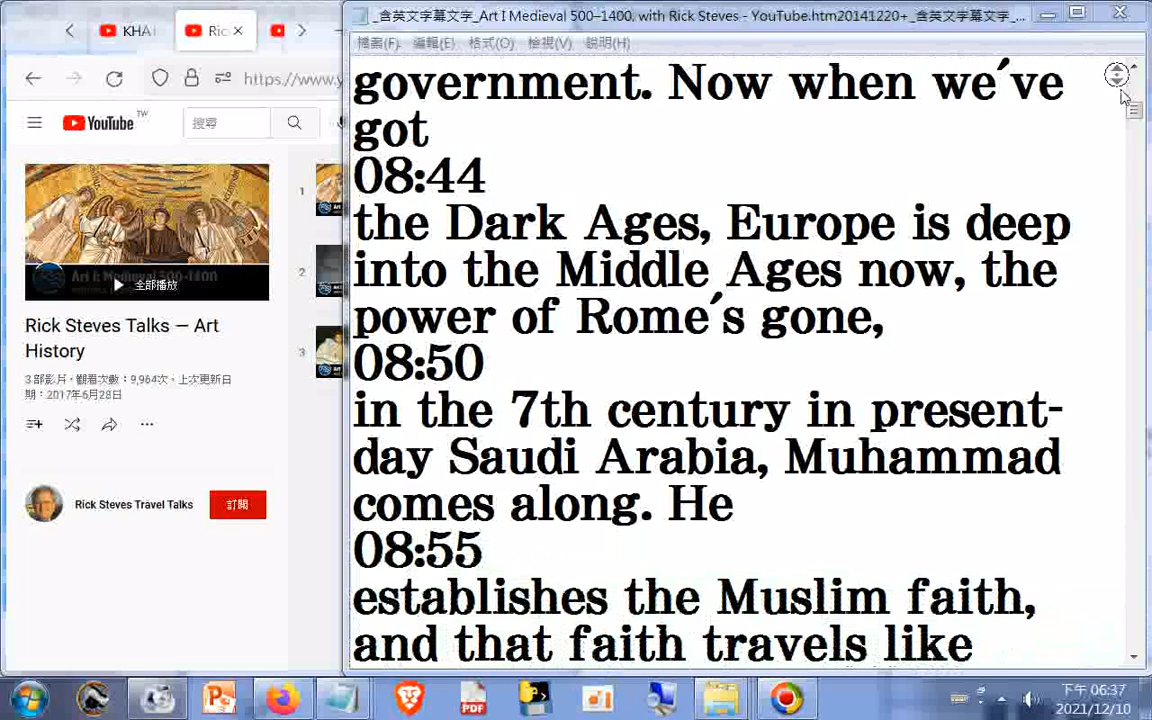 KHAI
Ric
https://www.y
YouTube
TW
搜尋
Art I: Medieval 500-1400
全部播放
Rick Steves Talks — Art
History
3 部影片・觀看次數：9,964次・上次更新日
期：2017年6月28日
Rick Steves Travel Talks
訂閱
1
2
3
_含英文字幕文字_Art I Medieval 500–1400, with Rick Steves - YouTube.htm20141220+_含英文字幕文字_...
檔案(F)
編輯(E)
格式(O)
檢視(V)
說明(H)
government. Now when we´ve
got
08:44
the Dark Ages, Europe is deep
into the Middle Ages now, the
power of Rome´s gone,
08:50
in the 7th century in present-
day Saudi Arabia, Muhammad
comes along. He
08:55
establishes the Muslim faith,
and that faith travels like
PDF
下午 06:37
2021/12/10